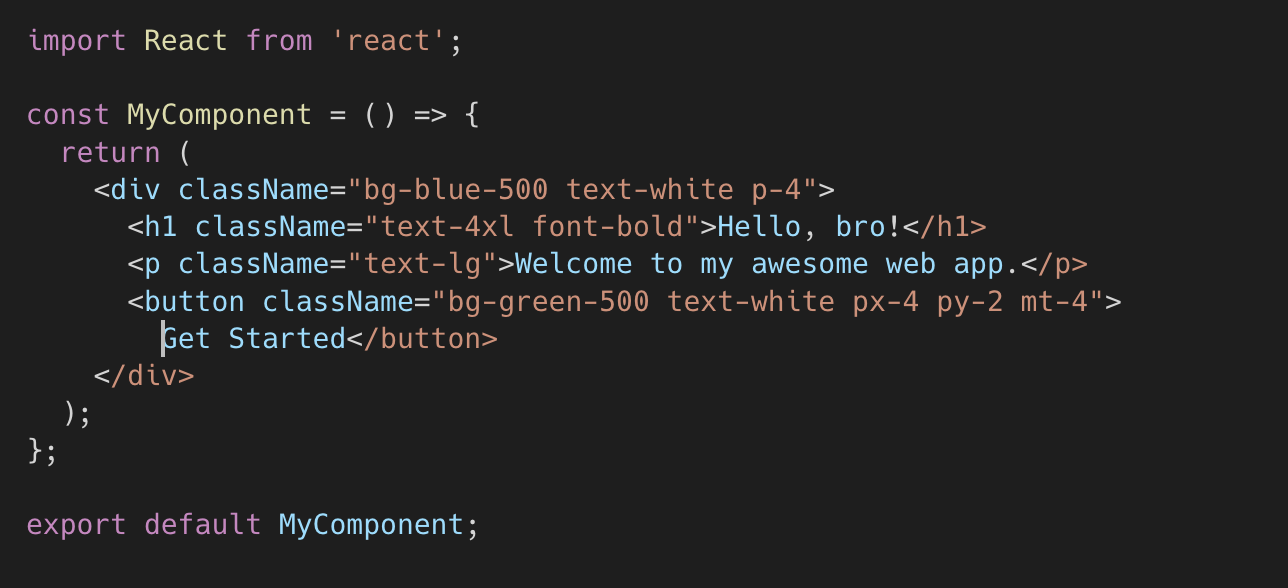 import React from 'react';
const MyComponent = () => {
return (
<div className="bg-blue-500 text-white p-4">
<h1 className="text-4xl font-bold">Hello, bro!</h1>
<p className="text-lg">Welcome to my awesome web app.</p>
<button className="bg-green-500 text-white px-4 py-2 mt-4">
Get Started</button>
</div>
);
};
export default MyComponent;